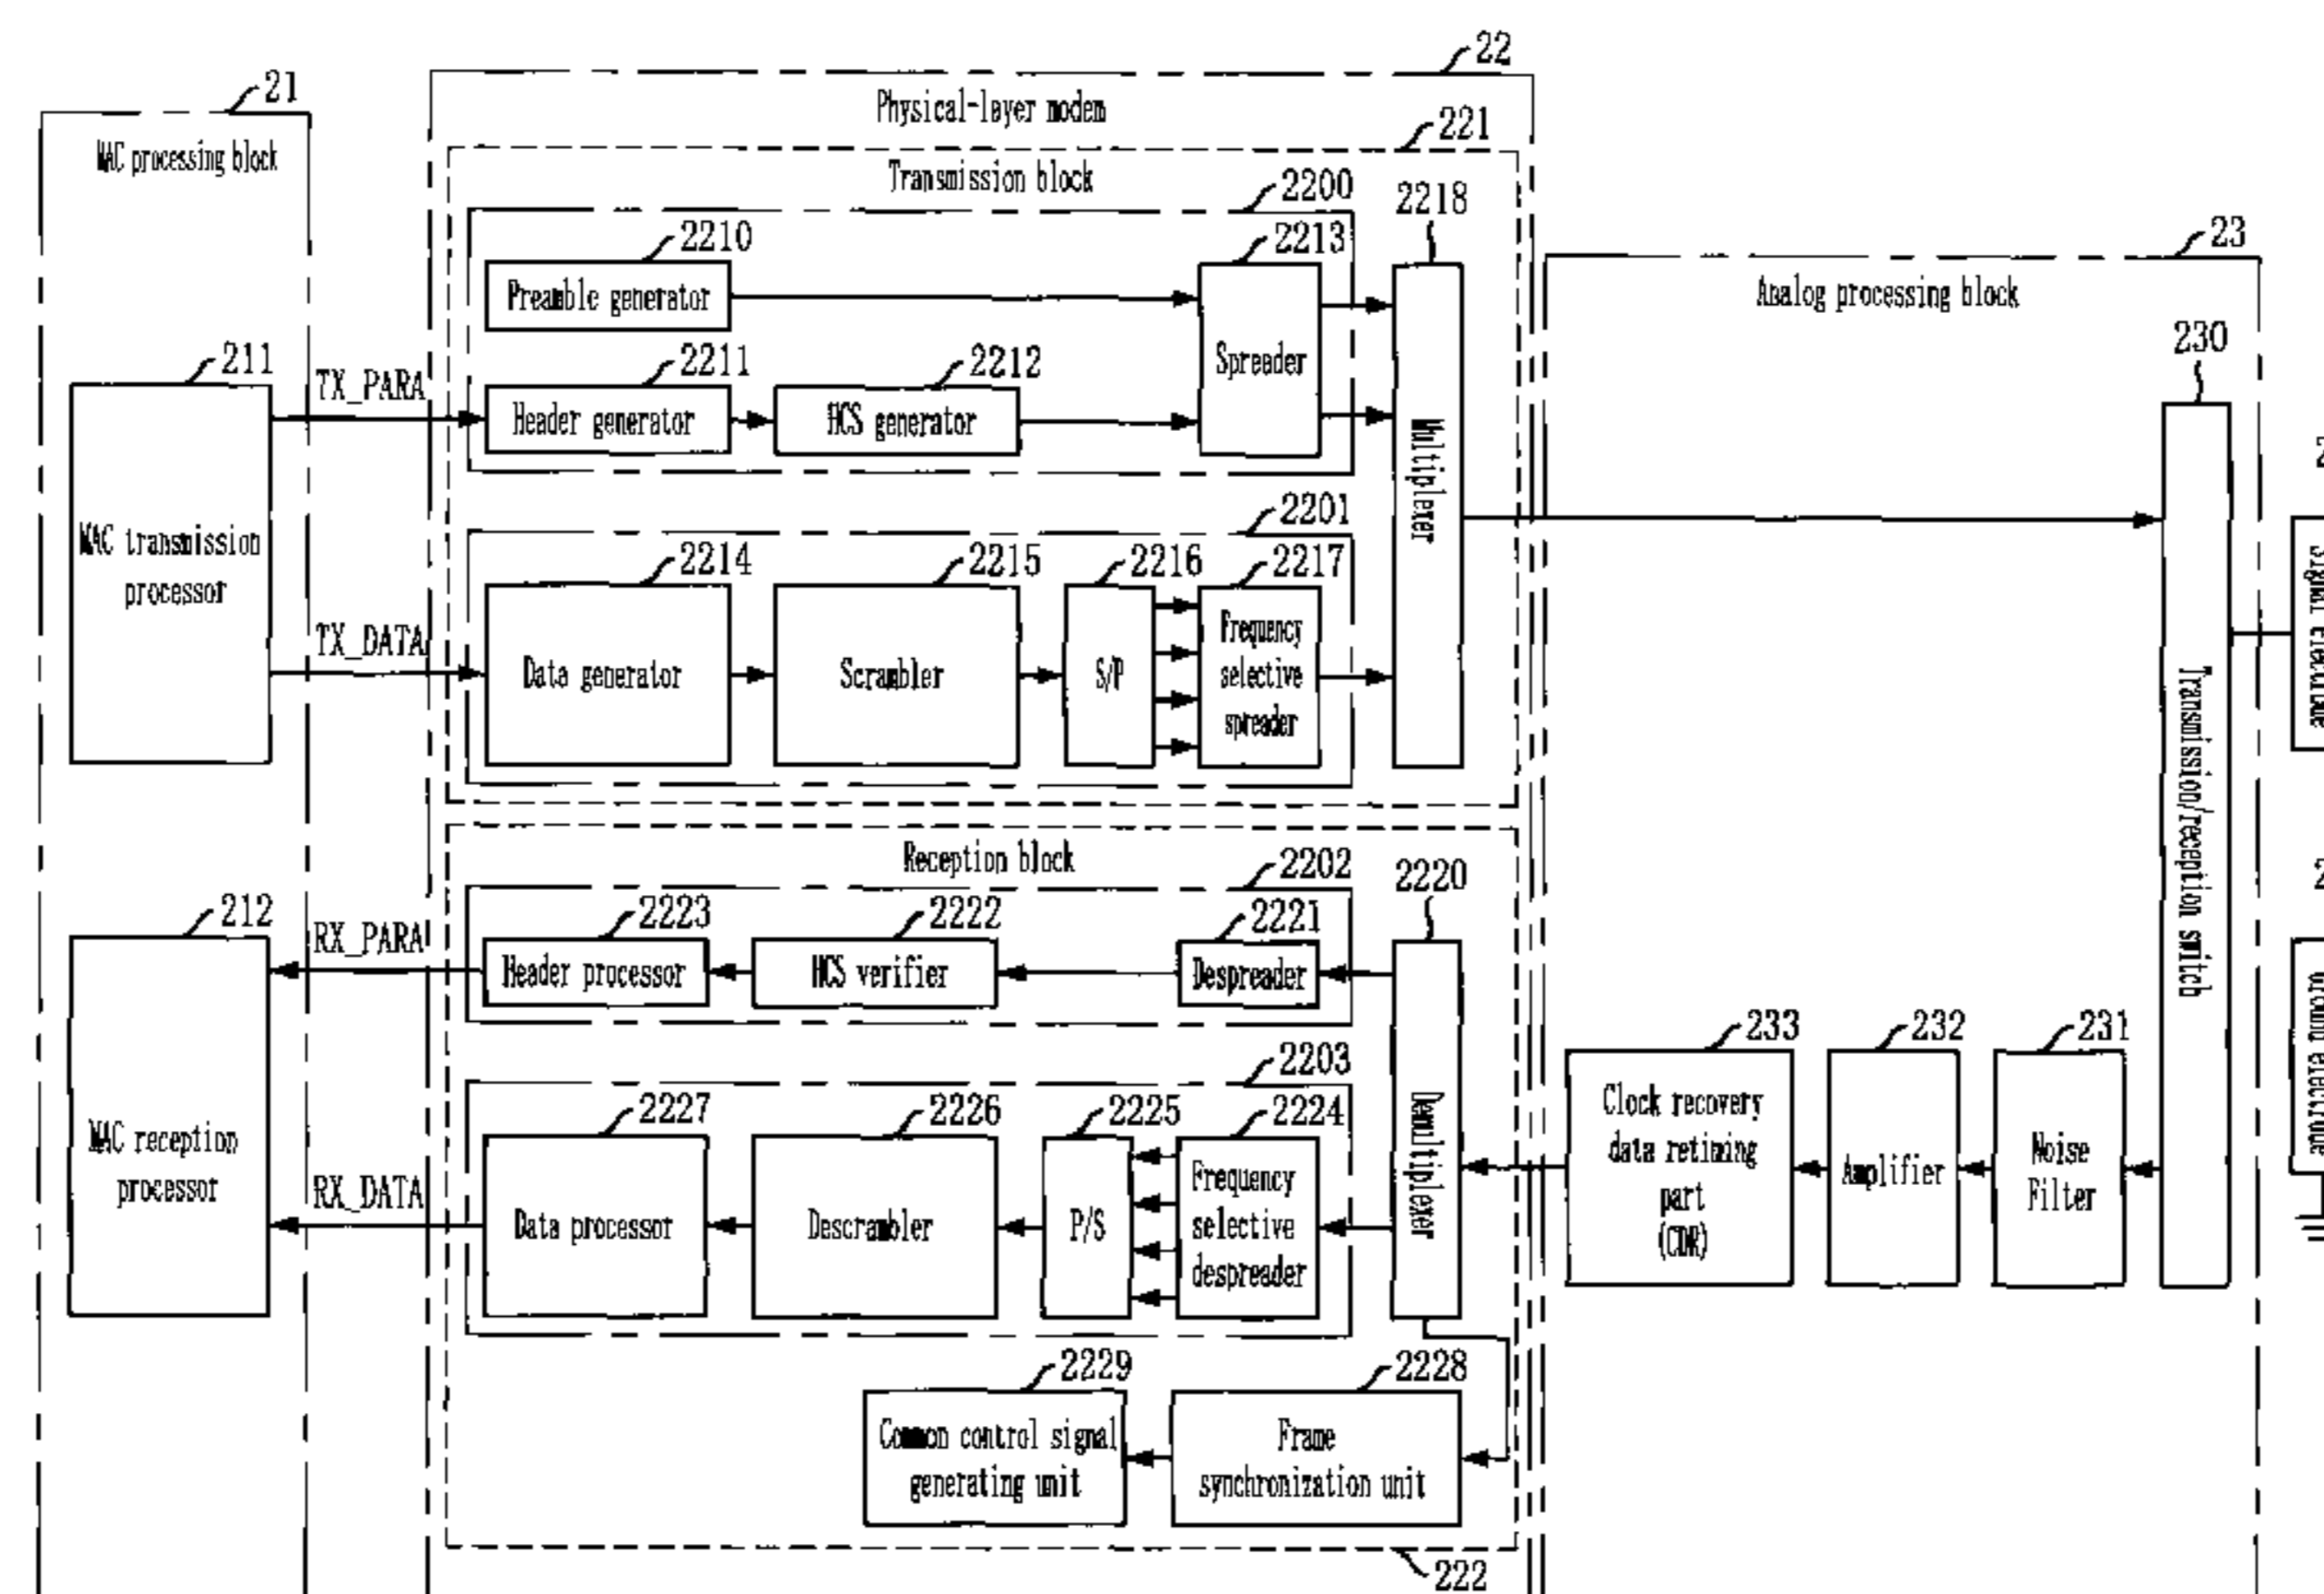 22
21
Physical-layer modem
221
MAC processing block
Transmission block
2200
2218
2210
2213
23
Preamble generator
Analog processing block
230
211
TX_PARA
2211
2212
Spreader
Header generator
HCS generator
Multiplexer
2201
MAC transmission
processor
2214
2215
2216
2217
TX_DATA
Data generator
Scrambler
S/P
Frequency
selective
spreader
Transmission/reception switch
Reception block
2202
2220
212
RX_PARA
2223
2222
2221
Header processor
HCS verifier
Despreader
233
232
231
2203
2227
2226
2225
2224
Demultiplexer
MAC reception
processor
RX_DATA
Data processor
Descrambler
P/S
Frequency
selective
despreader
Clock recovery
data retiming
part
(CDR)
Amplifier
Noise
Filter
2229
2228
Common control signal
generating unit
Frame
synchronization unit
222